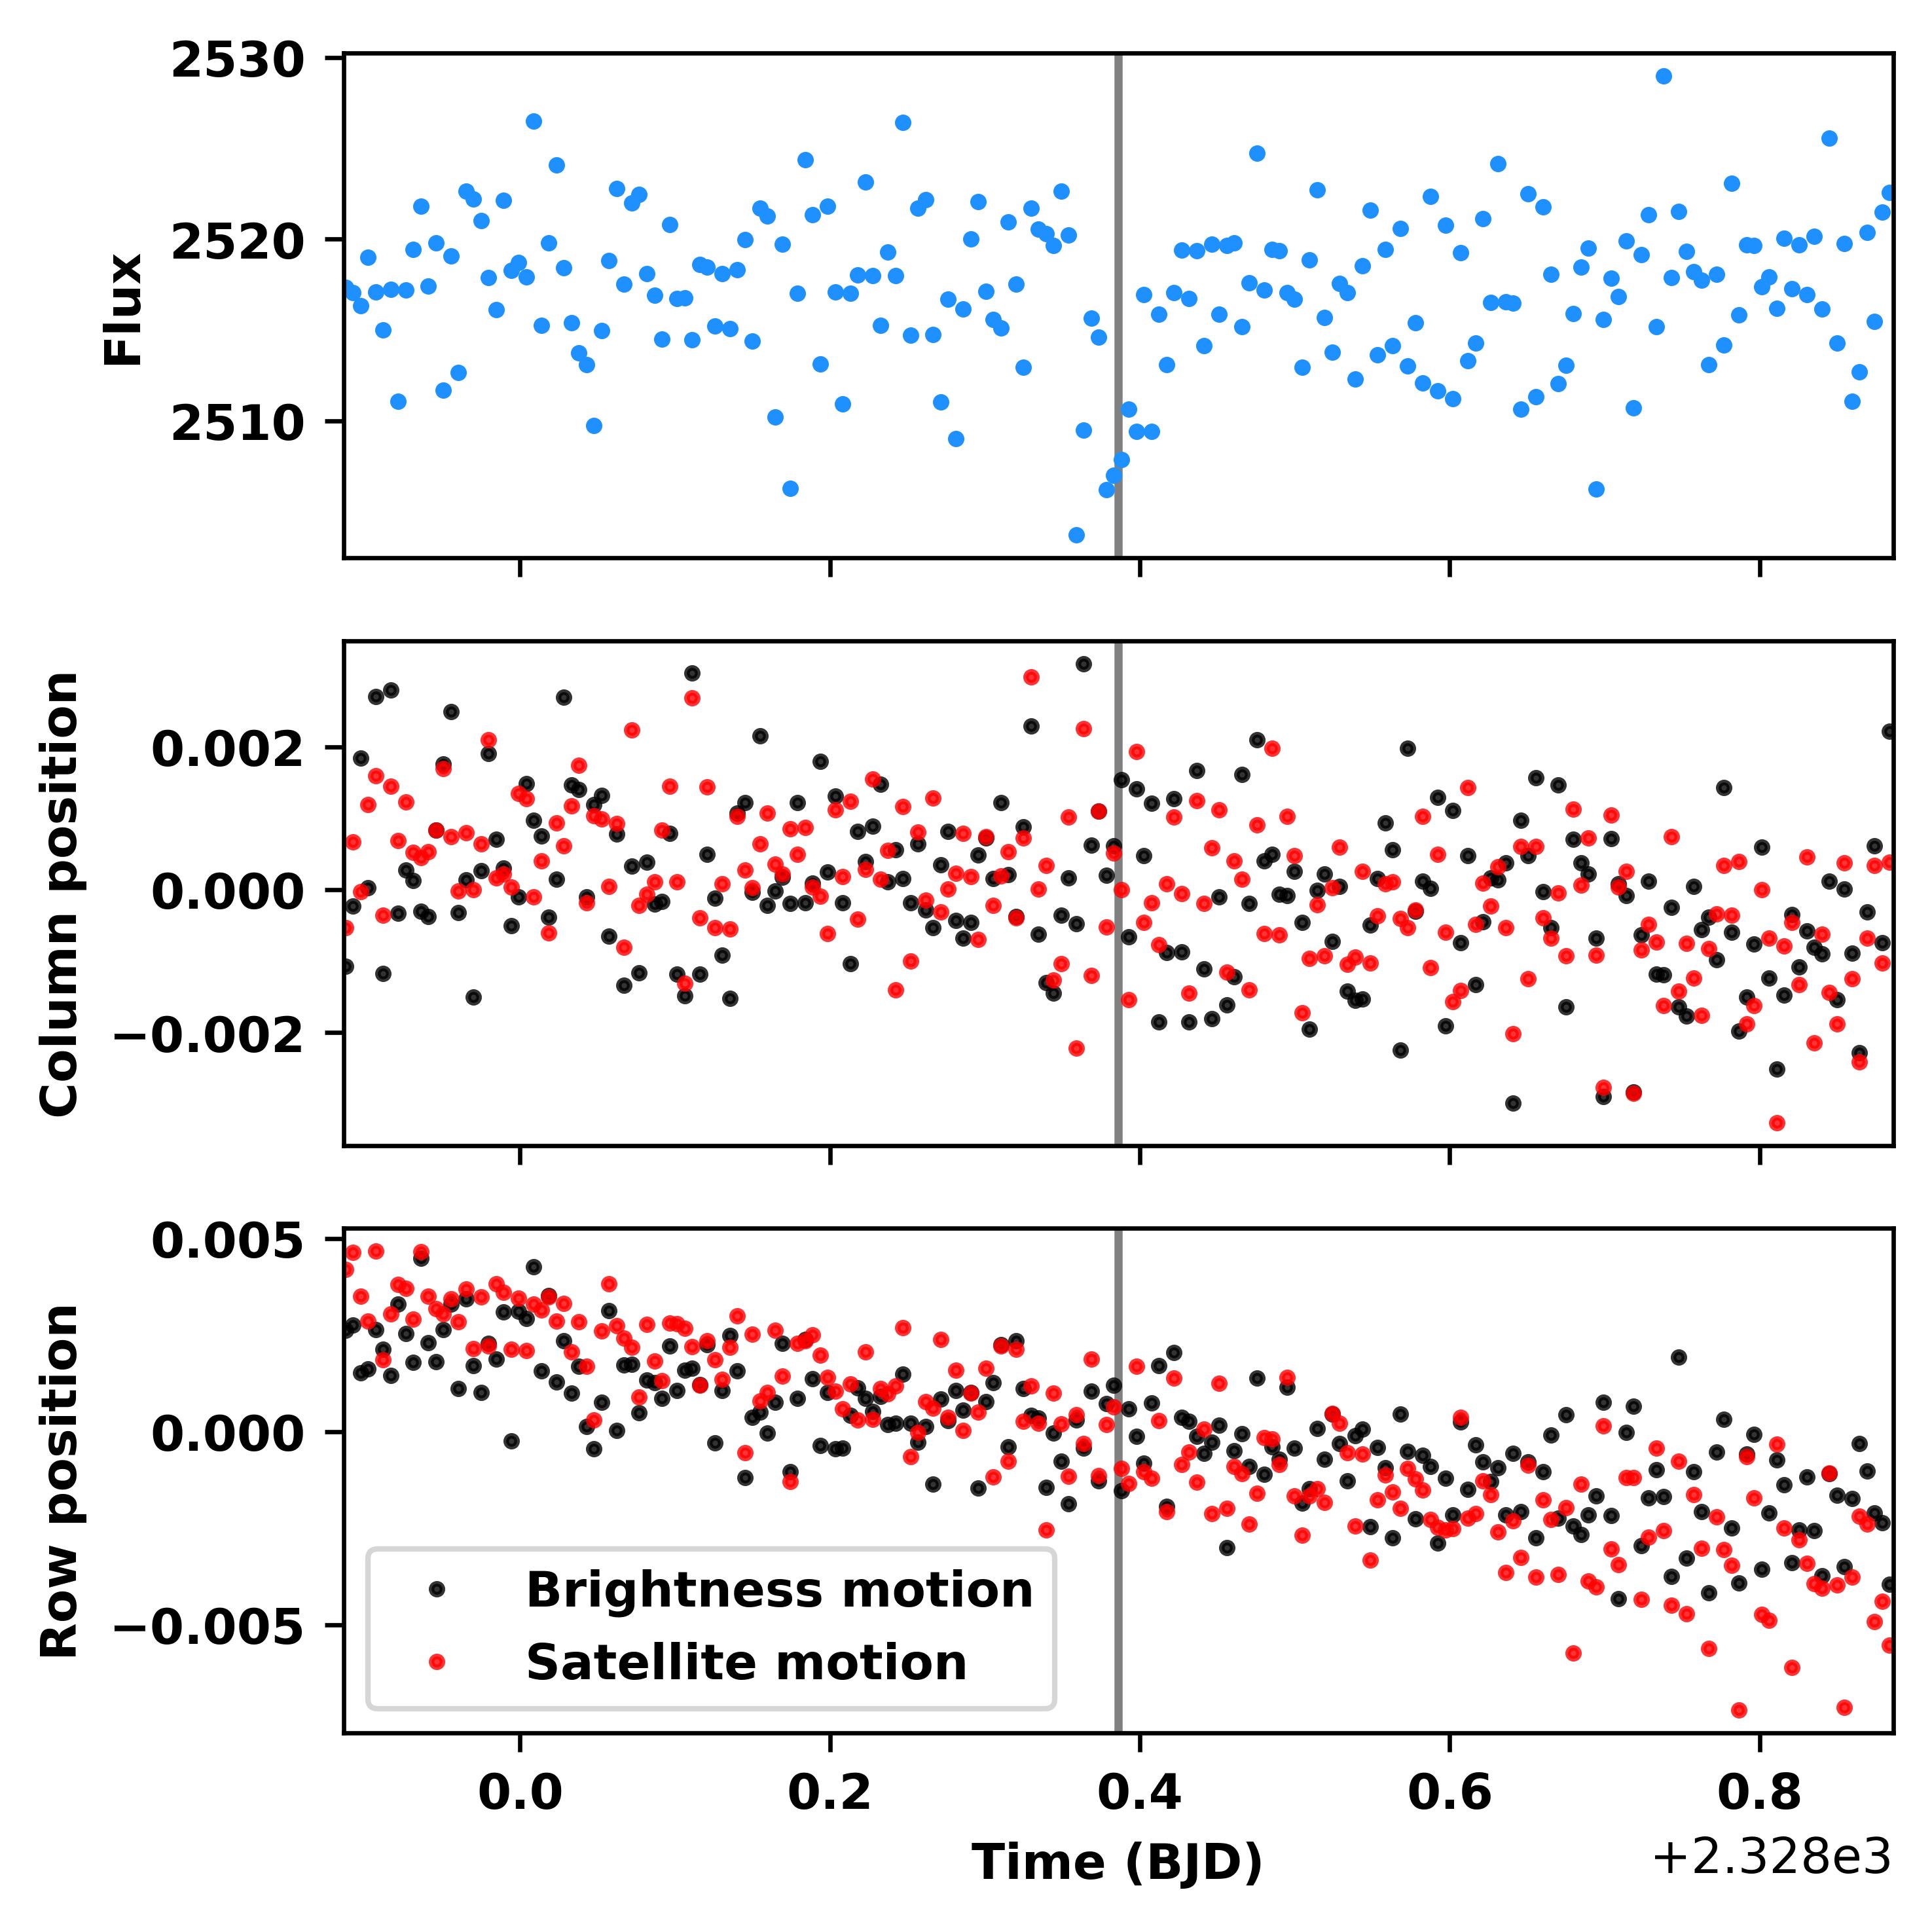 2530
2520
2510
Flux
0.002
0.000
−0.002
Column position
0.005
0.000
−0.005
Row position
Brightness motion
Satellite motion
0.0 0.2 0.4 0.6 0.8
Time (BJD)
+2.328e3